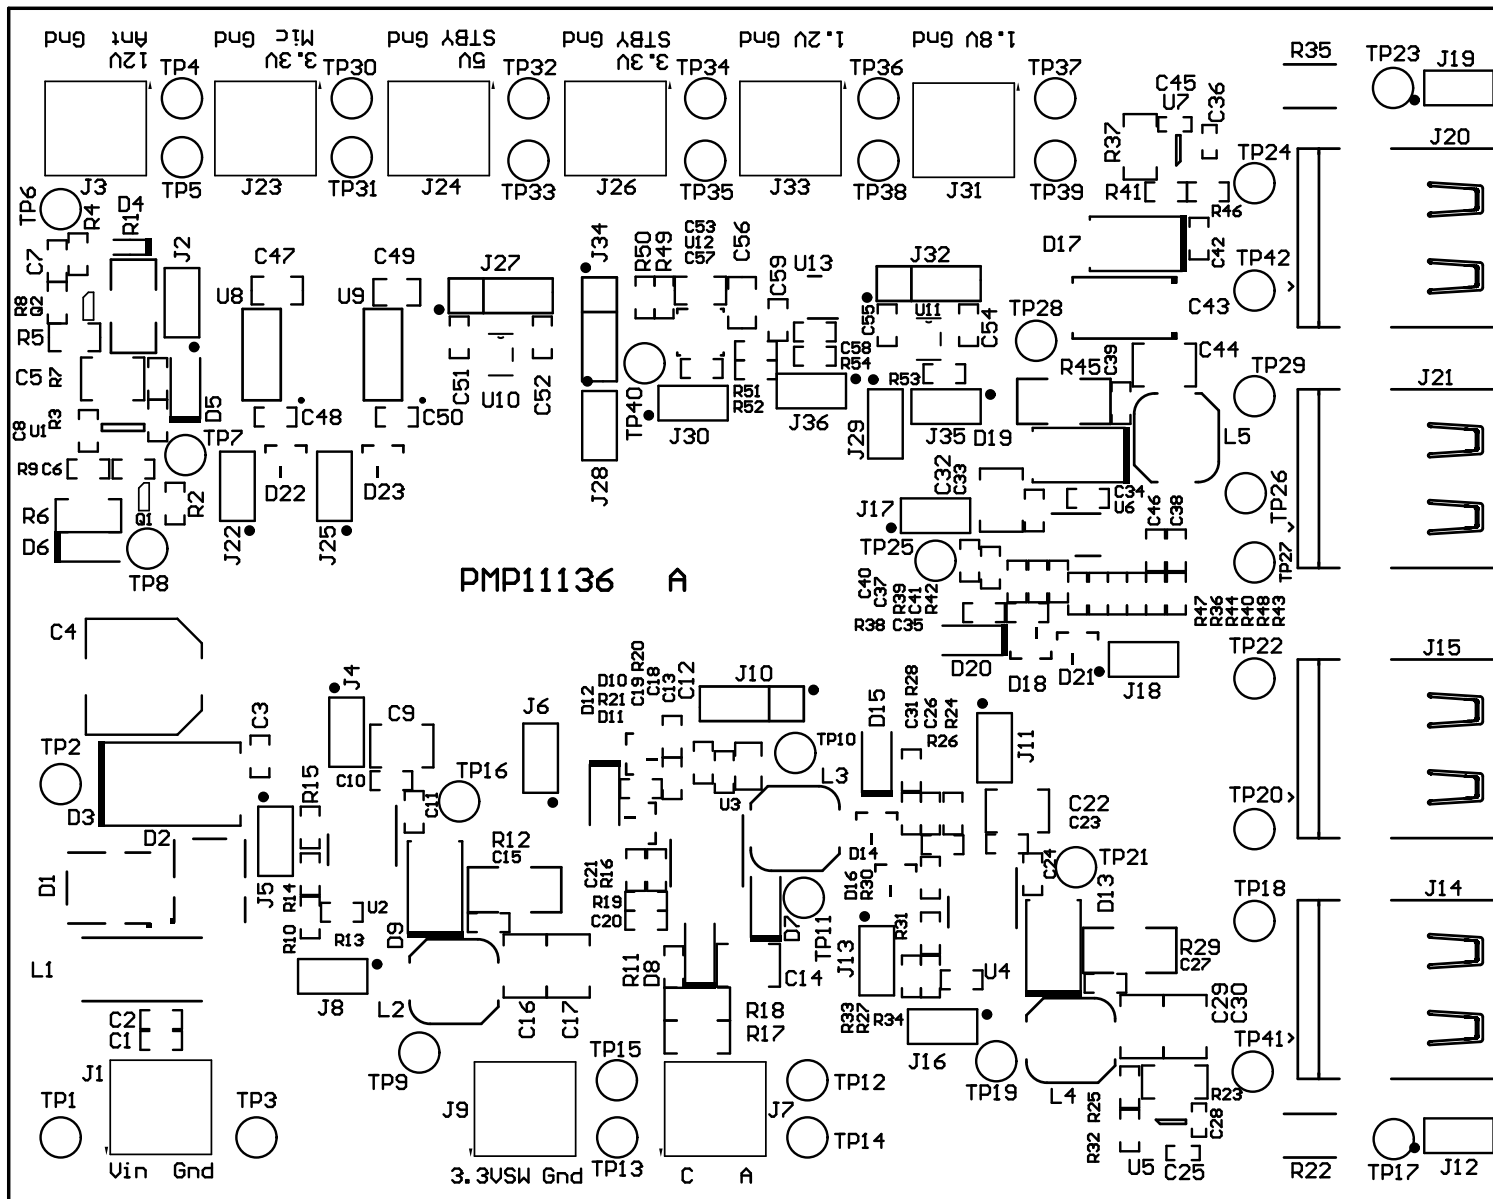 Gnd Ant 12V
Gnd Mic 3.3V
Gnd STBY 5V
Gnd STBY 3.3V
Gnd 1.2V
Gnd 1.8V
R35
TP23
J19
TP4
TP30
TP32
TP34
TP36
TP37
C45
U7
C36
R37
J20
TP24
J3
TP5
J23
TP31
J24
TP33
J26
TP35
J33
TP38
J31
TP39
R41
R46
TP6
R4
D4
R1
J2
C7
C47
C49
J27
J34
R50
R49
C53
U12
C57
C56
C59
U13
J32
D17
C42
TP42
R8
Q2
U8
U9
C55
U11
C54
TP28
C43
R5
C5
R7
C58
R54
R53
C39
R45
C44
TP29
J21
C51
U10
C52
TP40
R51
R52
J30
J36
J29
J35
D19
L5
D5
C48
C50
R3
C8
U1
TP7
R9
C6
D22
D23
J28
C32
C33
C34
U6
C46
C38
TP26
R6
Q1
R2
J22
J25
J17
D6
TP8
TP25
TP27
PMP11136 A
C40
C37
R39
C41
R42
R38
C35
R47
R36
R44
R40
R48
R43
C4
D20
D18
D21
J18
TP22
J15
J4
J6
D12
D10
R21
D11
R20
C19
C18
C13
C12
J10
D15
C31
R28
C26
R24
R26
J11
C3
C9
TP2
C10
TP16
C11
TP10
L3
U3
D3
R15
D2
C22
C23
TP20
D1
J5
R14
R12
C15
C21
R16
D14
D16
R30
C24
TP21
D13
TP18
J14
R10
U2
R13
D9
R19
C20
D7
TP11
R31
J13
R29
C27
L1
J8
L2
R11
D8
C14
U4
C2
C1
C16
C17
R18
R17
R33
R27
R34
C29
C30
J16
TP19
TP41
J1
TP9
TP15
TP12
L4
R23
TP1
TP3
J9
J7
R25
C28
TP14
R32
U5
C25
TP13
R22
TP17
J12
Vin Gnd
3.3VSW Gnd
C A